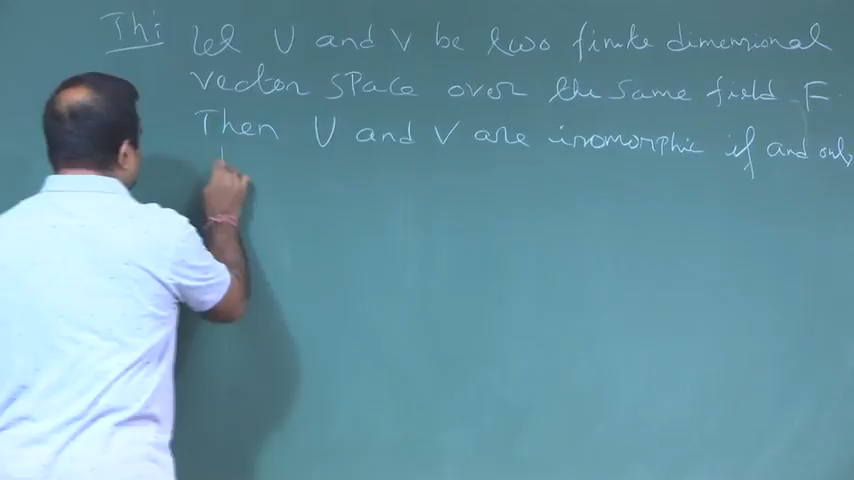 Th:
Let U and V be two finite dimensional
vector space over the same field F.
Then U and V are isomorphic if and only